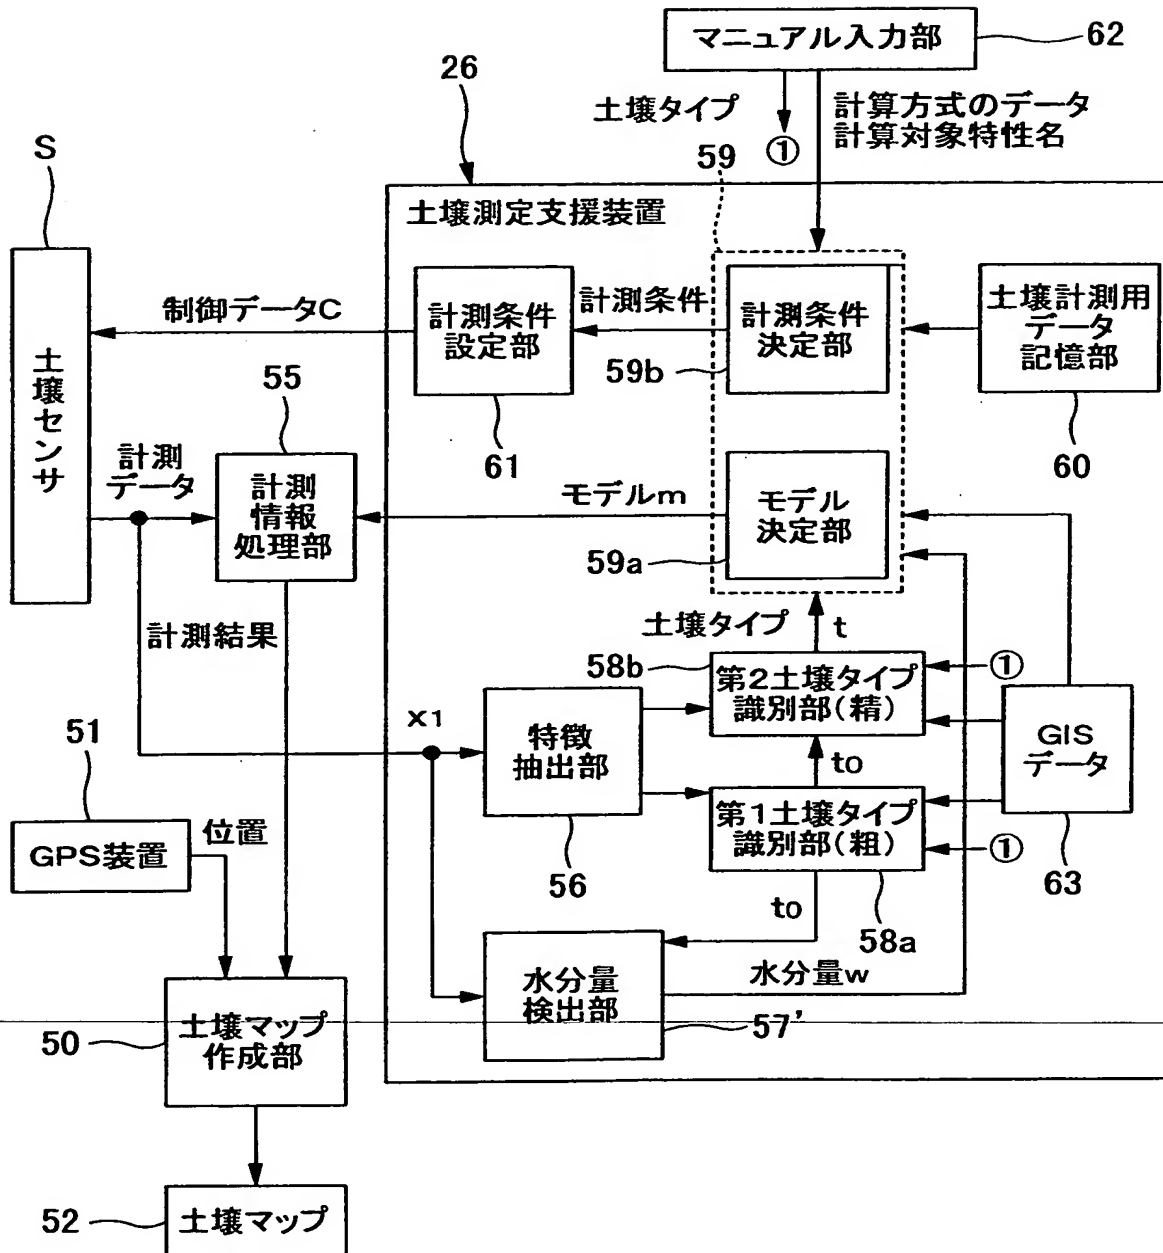 マニュアル入力部
62
26
土壌タイプ
①
計算方式のデータ
計算対象特性名
S
59
土壌測定支援装置
土壌センサ
制御データC
計測条件
設定部
計測条件
計測条件
決定部
土壌計測用
データ
記憶部
59b
55
61
60
計測
データ
計測
情報
処理部
モデルm
モデル
決定部
59a
計測結果
土壌タイプ
t
58b
第2土壌タイプ
識別部(精)
①
51
x1
特徴
抽出部
to
GIS
データ
GPS装置
位置
第1土壌タイプ
識別部(粗)
①
56
63
to
58a
水分量
検出部
水分量w
57'
50
土壌マップ
作成部
52
土壌マップ